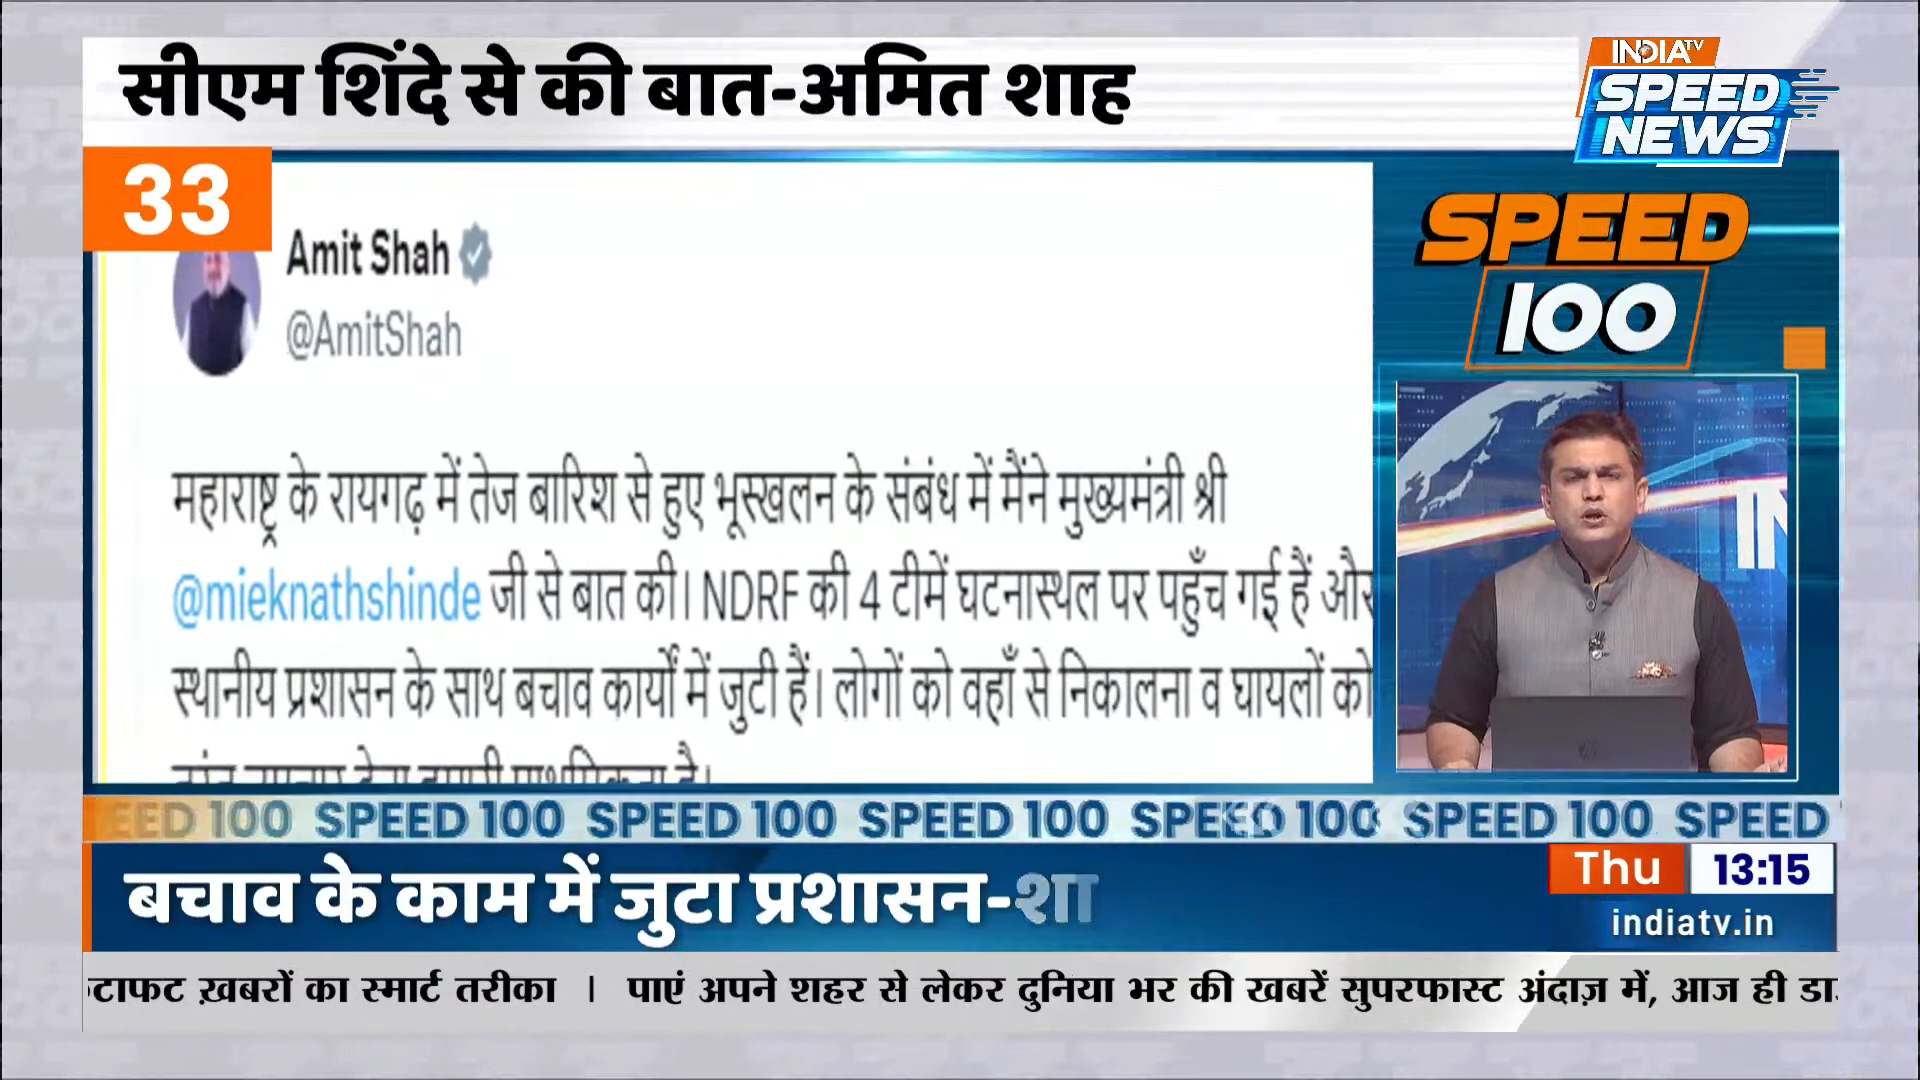 सीएम शिंदे से की बात-अमित शाह
INDIA TV
SPEED
NEWS
33
SPEED
100
Amit Shah
@AmitShah
महाराष्ट्र के रायगढ़ में तेज बारिश से हुए भूस्खलन के संबंध में मैंने मुख्यमंत्री श्री
@mieknathshinde जी से बात की। NDRF की 4 टीमें घटनास्थल पर पहुँच गई हैं और
स्थानीय प्रशासन के साथ बचाव कार्यों में जुटी हैं। लोगों को वहाँ से निकालना व घायलों को
EED 100 SPEED 100 SPEED 100 SPEED 100 SPEED 100 SPEED 100 SPEED
बचाव के काम में जुटा प्रशासन-शा
Thu 13:15
indiatv.in
टाफट ख़बरों का स्मार्ट तरीका | पाएं अपने शहर से लेकर दुनिया भर की खबरें सुपरफास्ट अंदाज़ में, आज ही डा